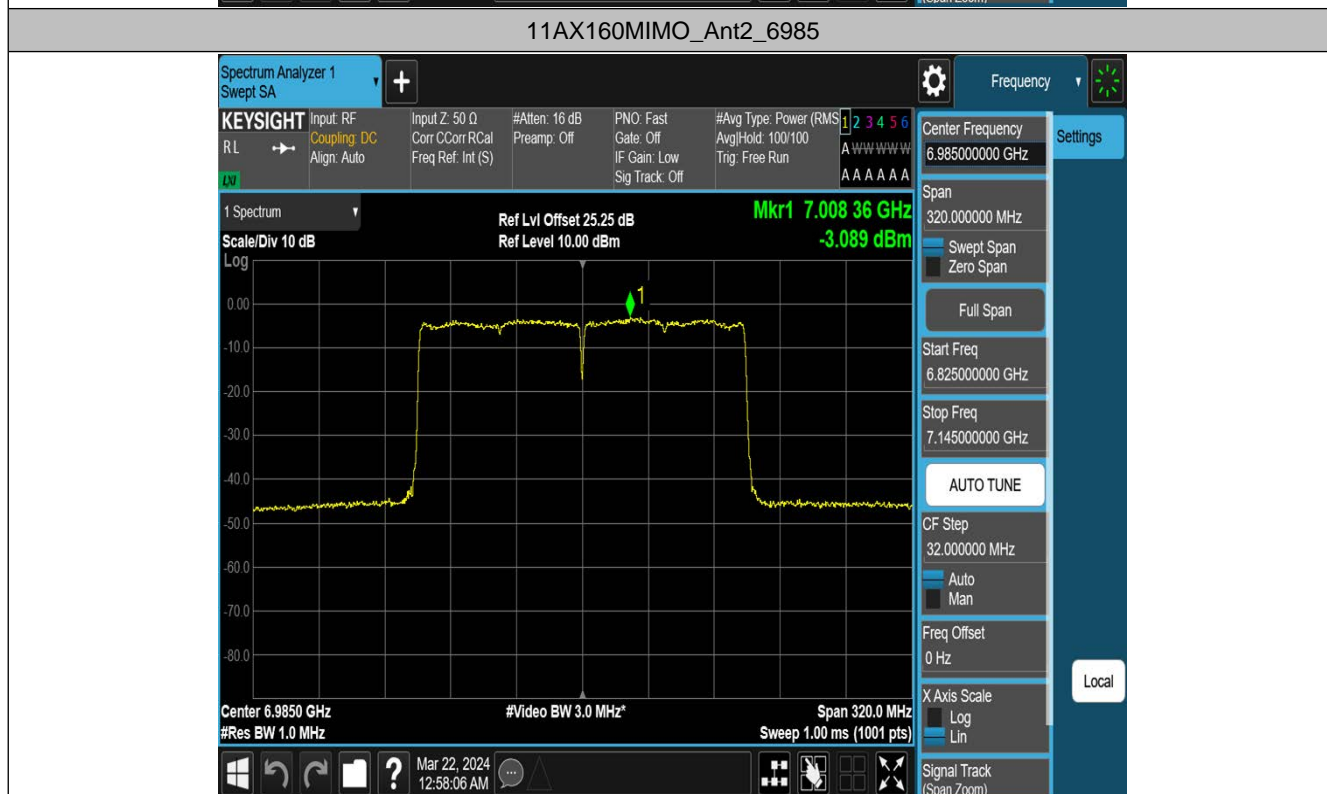 (Span Zoom)
11AX160MIMO_Ant2_6985
Spectrum Analyzer 1
Swept SA
Frequency
KEYSIGHT
RL
LXI
Input: RF
Coupling: DC
Align: Auto
Input Z: 50 Ω
Corr CCorr RCal
Freq Ref: Int (S)
#Atten: 16 dB
Preamp: Off
PNO: Fast
Gate: Off
IF Gain: Low
Sig Track: Off
#Avg Type: Power (RMS
Avg|Hold: 100/100
Trig: Free Run
1 2 3 4 5 6
A W W W W W
A A A A A A
Center Frequency
6.985000000 GHz
Settings
Span
320.000000 MHz
Swept Span
Zero Span
Full Span
Start Freq
6.825000000 GHz
Stop Freq
7.145000000 GHz
AUTO TUNE
CF Step
32.000000 MHz
Auto
Man
Freq Offset
0 Hz
X Axis Scale
Log
Lin
Signal Track
(Span Zoom)
Local
1 Spectrum
Scale/Div 10 dB
Log
Ref Lvl Offset 25.25 dB
Ref Level 10.00 dBm
Mkr1 7.008 36 GHz
-3.089 dBm
1
0.00
-10.0
-20.0
-30.0
-40.0
-50.0
-60.0
-70.0
-80.0
Center 6.9850 GHz
#Res BW 1.0 MHz
#Video BW 3.0 MHz*
Span 320.0 MHz
Sweep 1.00 ms (1001 pts)
?
Mar 22, 2024
12:58:06 AM